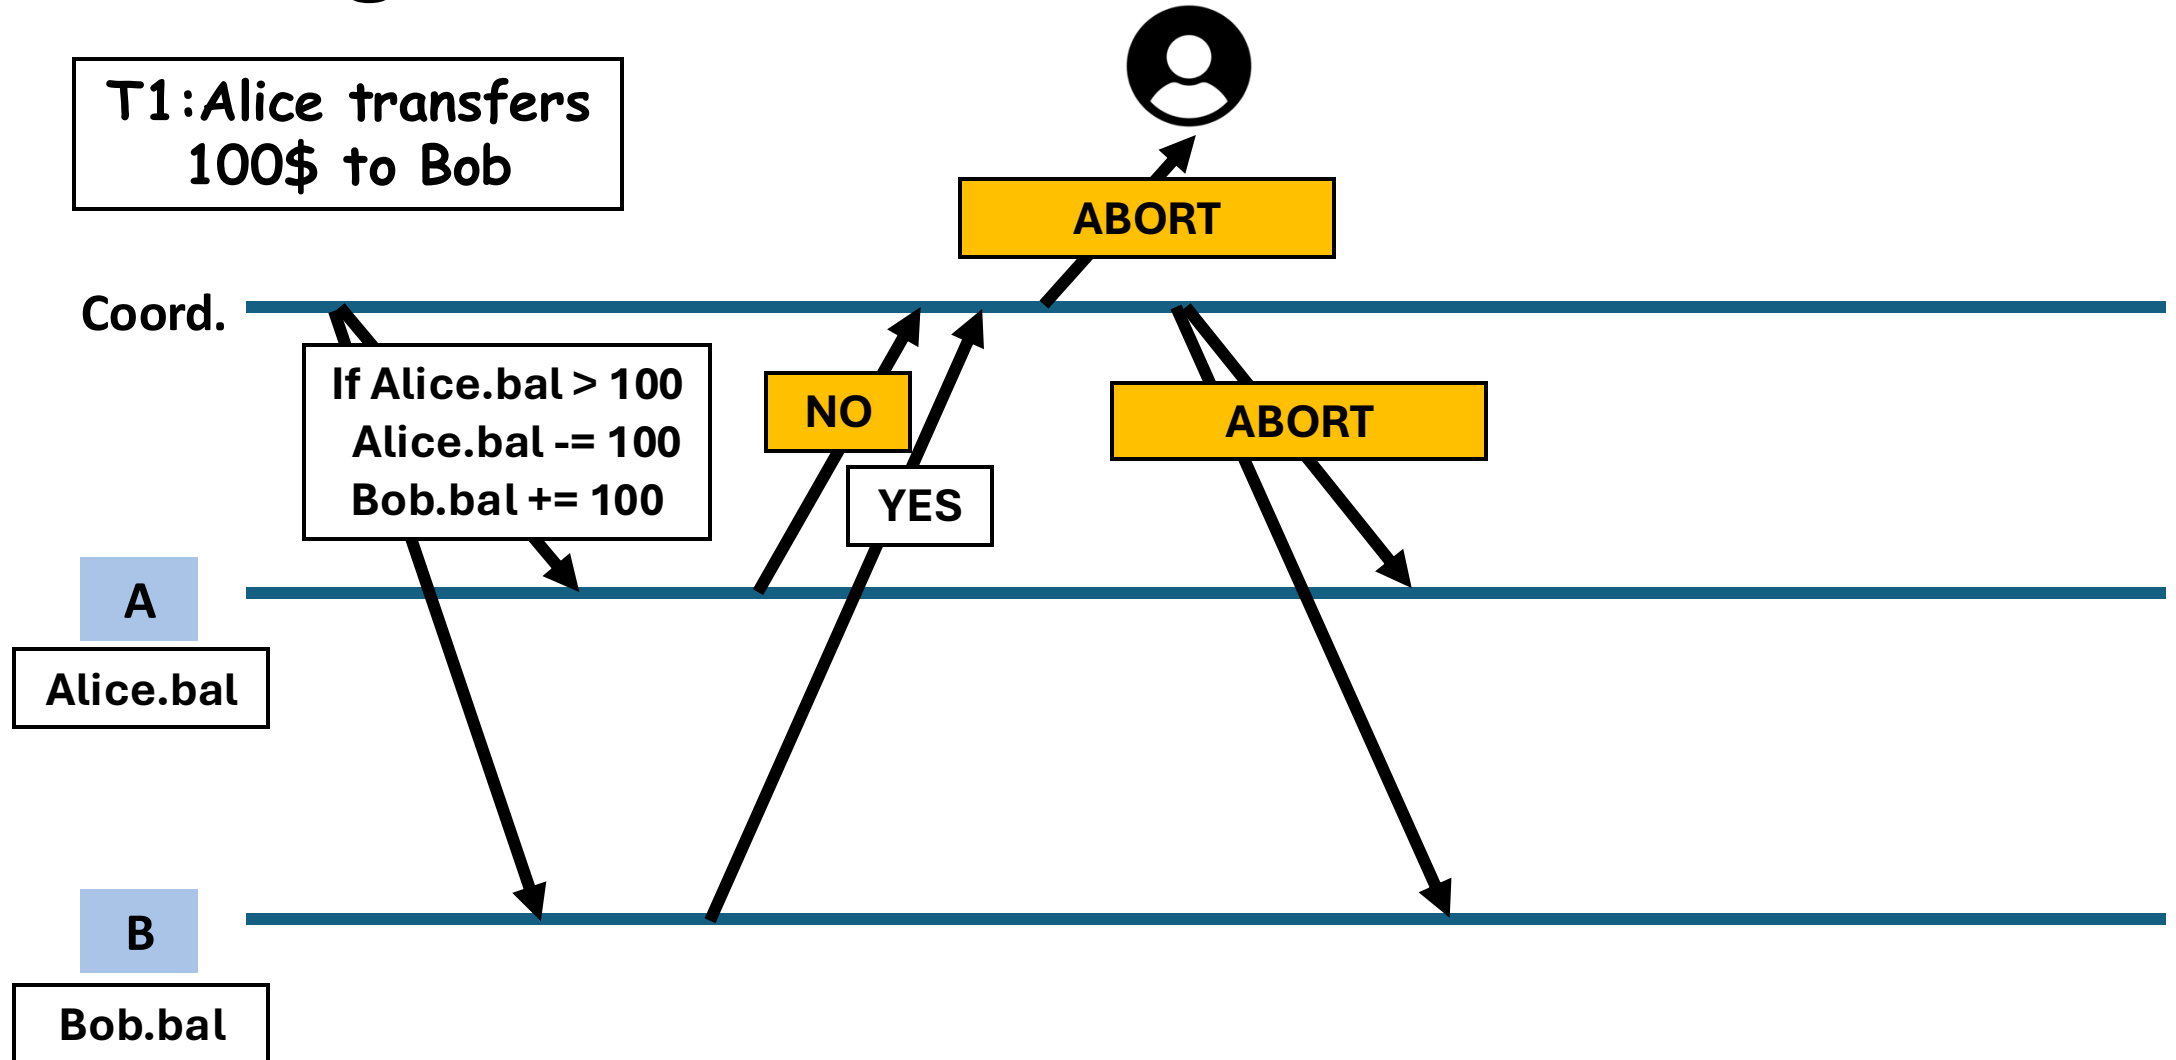 T1:Alice transfers
100$ to Bob
ABORT
Coord.
If Alice.bal > 100
Alice.bal -= 100
Bob.bal += 100
NO
YES
ABORT
A
Alice.bal
B
Bob.bal